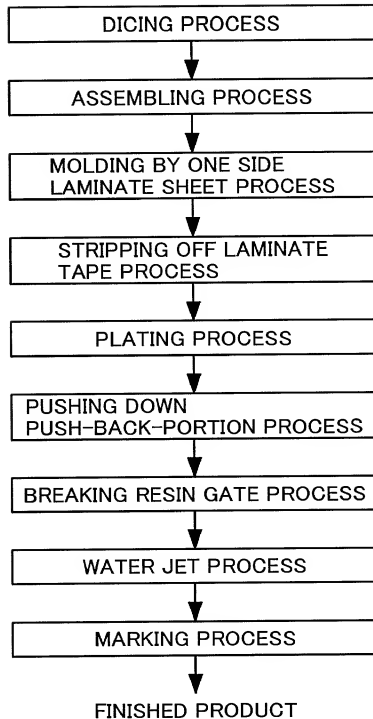 DICING PROCESS
ASSEMBLING PROCESS
MOLDING BY ONE SIDE
LAMINATE SHEET PROCESS
STRIPPING OFF LAMINATE
TAPE PROCESS
PLATING PROCESS
PUSHING DOWN
PUSH-BACK-PORTION PROCESS
BREAKING RESIN GATE PROCESS
WATER JET PROCESS
MARKING PROCESS
FINISHED PRODUCT